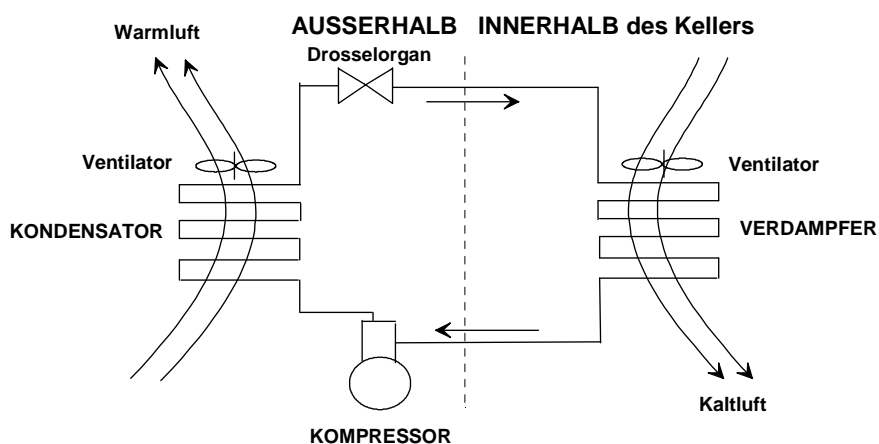 AUSSERHALB INNERHALB des Kellers
Warmluft
Drosselorgan
Ventilator
Ventilator
KONDENSATOR
VERDAMPFER
Kaltluft
KOMPRESSOR